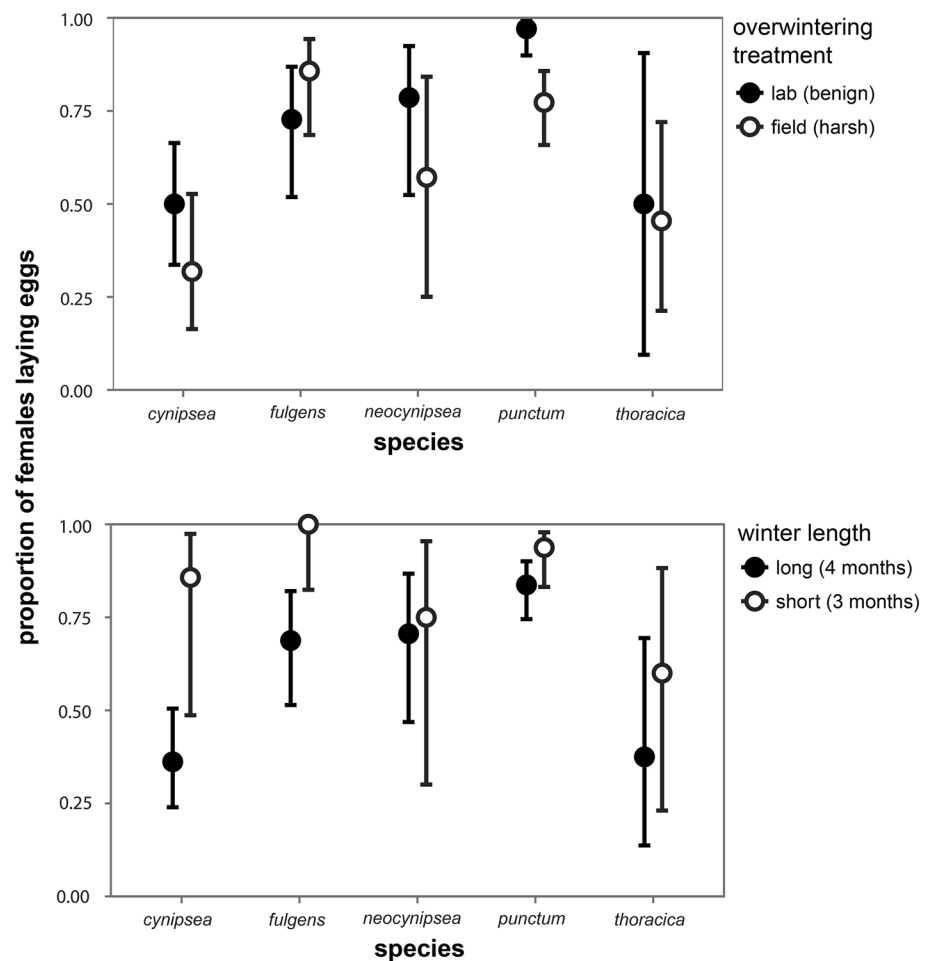 proportion of females laying eggs
1.00
0.75
0.50
0.25
0.00
cynipsea fulgens neocynipsea punctum thoracica
species
overwintering
treatment
lab (benign)
field (harsh)
1.00
0.75
0.50
0.25
0.00
cynipsea fulgens neocynipsea punctum thoracica
species
winter length
long (4 months)
short (3 months)